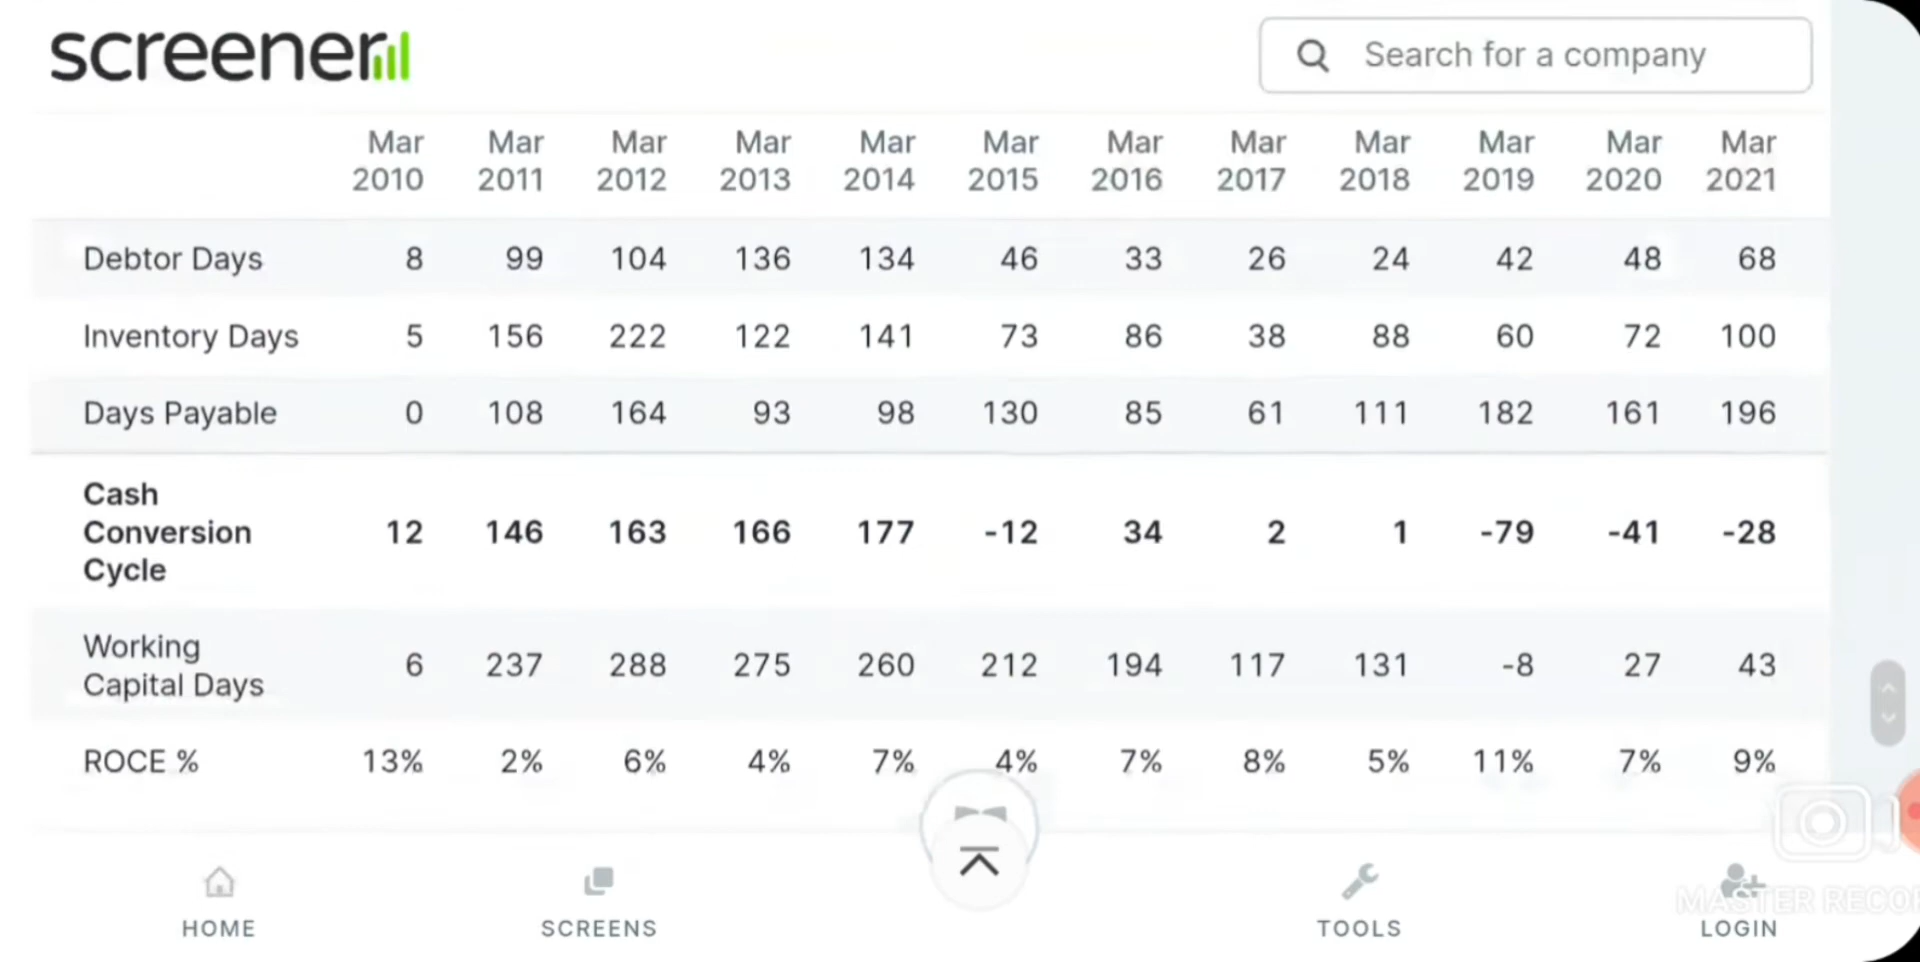 screener
Search for a company
Mar Mar Mar Mar Mar Mar Mar Mar Mar Mar Mar Mar
2010 2011 2012 2013 2014 2015 2016 2017 2018 2019 2020 2021
Debtor Days 8 99 104 136 134 46 33 26 24 42 48 68
Inventory Days 5 156 222 122 141 73 86 38 88 60 72 100
Days Payable 0 108 164 93 98 130 85 61 111 182 161 196
Cash
Conversion 12 146 163 166 177 -12 34 2 1 -79 -41 -28
Cycle
Working
Capital Days 6 237 288 275 260 212 194 117 131 -8 27 43
ROCE % 13% 2% 6% 4% 7% 4% 7% 8% 5% 11% 7% 9%
MASTER
HOME SCREENS TOOLS LOGIN